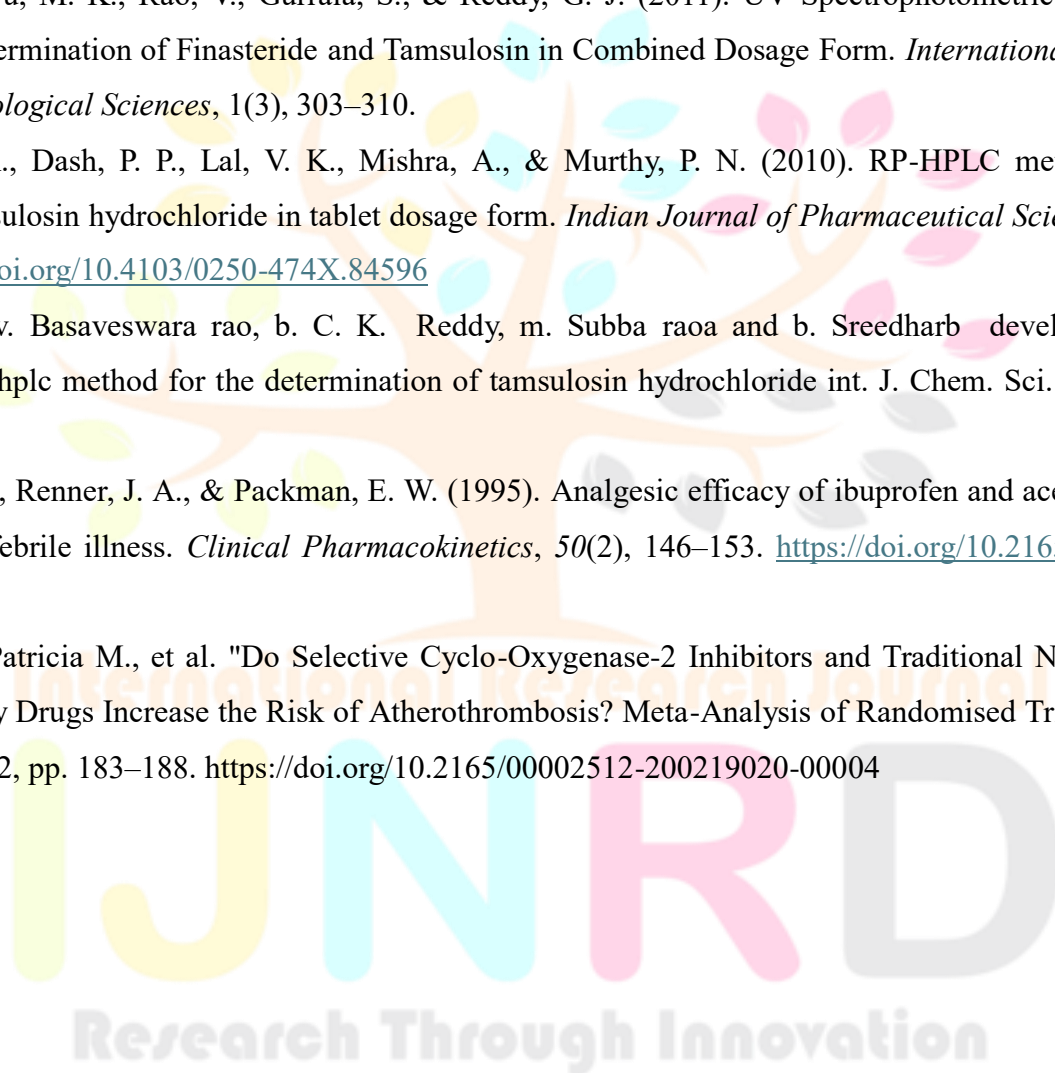 M. K., Rao, V., Gurrala, S., & Reddy, G. J. (2011). UV Spectrophotometric
ermination of Finasteride and Tamsulosin in Combined Dosage Form. International
ological Sciences, 1(3), 303–310.
., Dash, P. P., Lal, V. K., Mishra, A., & Murthy, P. N. (2010). RP-HPLC me
sulosin hydrochloride in tablet dosage form. Indian Journal of Pharmaceutical Scie
oi.org/10.4103/0250-474X.84596
v. Basaveswara rao, b. C. K. Reddy, m. Subba raoa and b. Sreedharb devel
hplc method for the determination of tamsulosin hydrochloride int. J. Chem. Sci.
, Renner, J. A., & Packman, E. W. (1995). Analgesic efficacy of ibuprofen and ace
ebrile illness. Clinical Pharmacokinetics, 50(2), 146–153. https://doi.org/10.216
Patricia M., et al. "Do Selective Cyclo-Oxygenase-2 Inhibitors and Traditional N
y Drugs Increase the Risk of Atherothrombosis? Meta-Analysis of Randomised Tr
2, pp. 183–188. https://doi.org/10.2165/00002512-200219020-00004
International Research Journal
IJNRD
Research Through Innovation